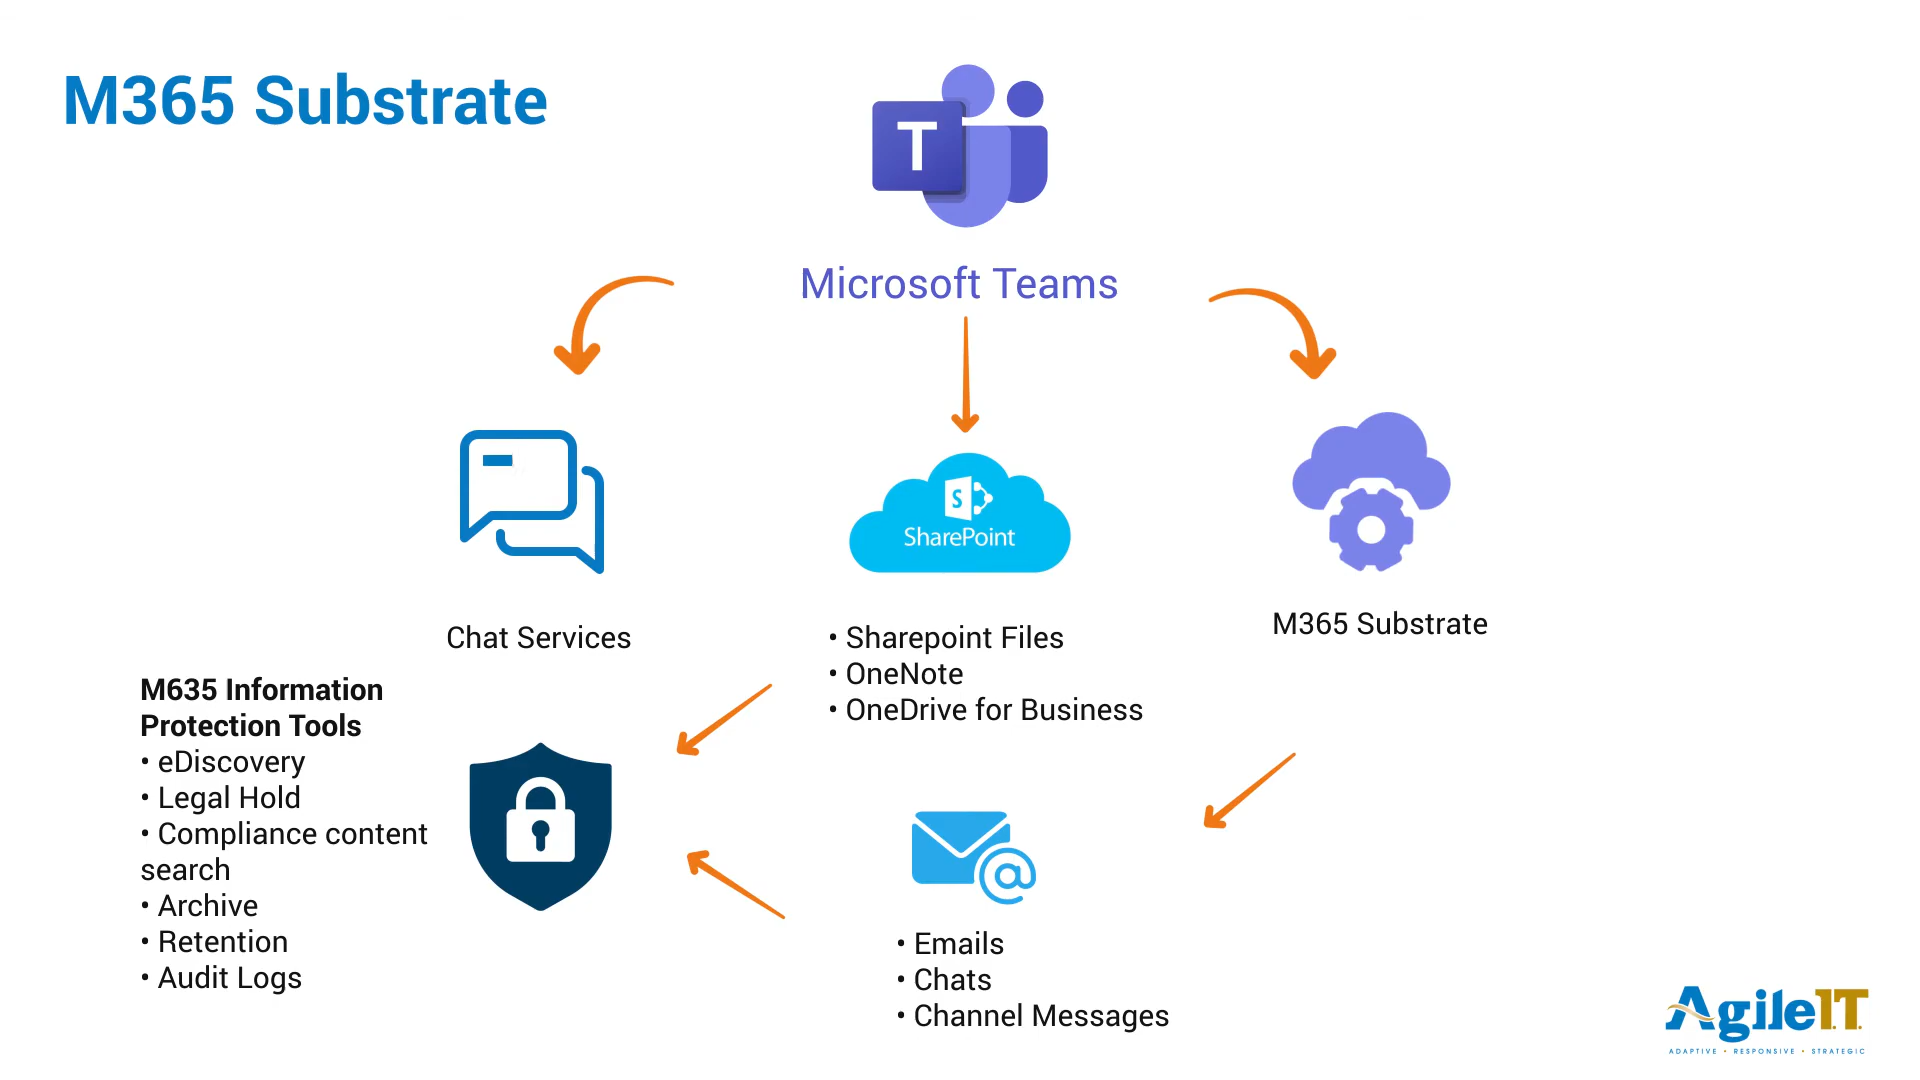 M365 Substrate
T
Microsoft Teams
S
SharePoint
Chat Services
• Sharepoint Files
• OneNote
• OneDrive for Business
M365 Substrate
M635 Information
Protection Tools
• eDiscovery
• Legal Hold
• Compliance content
search
• Archive
• Retention
• Audit Logs
@
• Emails
• Chats
• Channel Messages
AgileI.T.
ADAPTIVE • RESPONSIVE • STRATEGIC